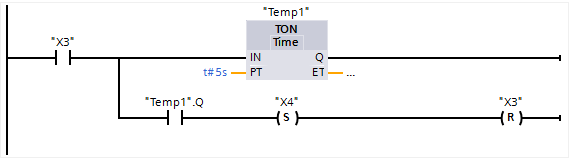 "Temp1"
TON
Time
"X3"
IN
Q
t#5s
PT
ET
...
"Temp1".Q
"X4"
"X3"
S
R